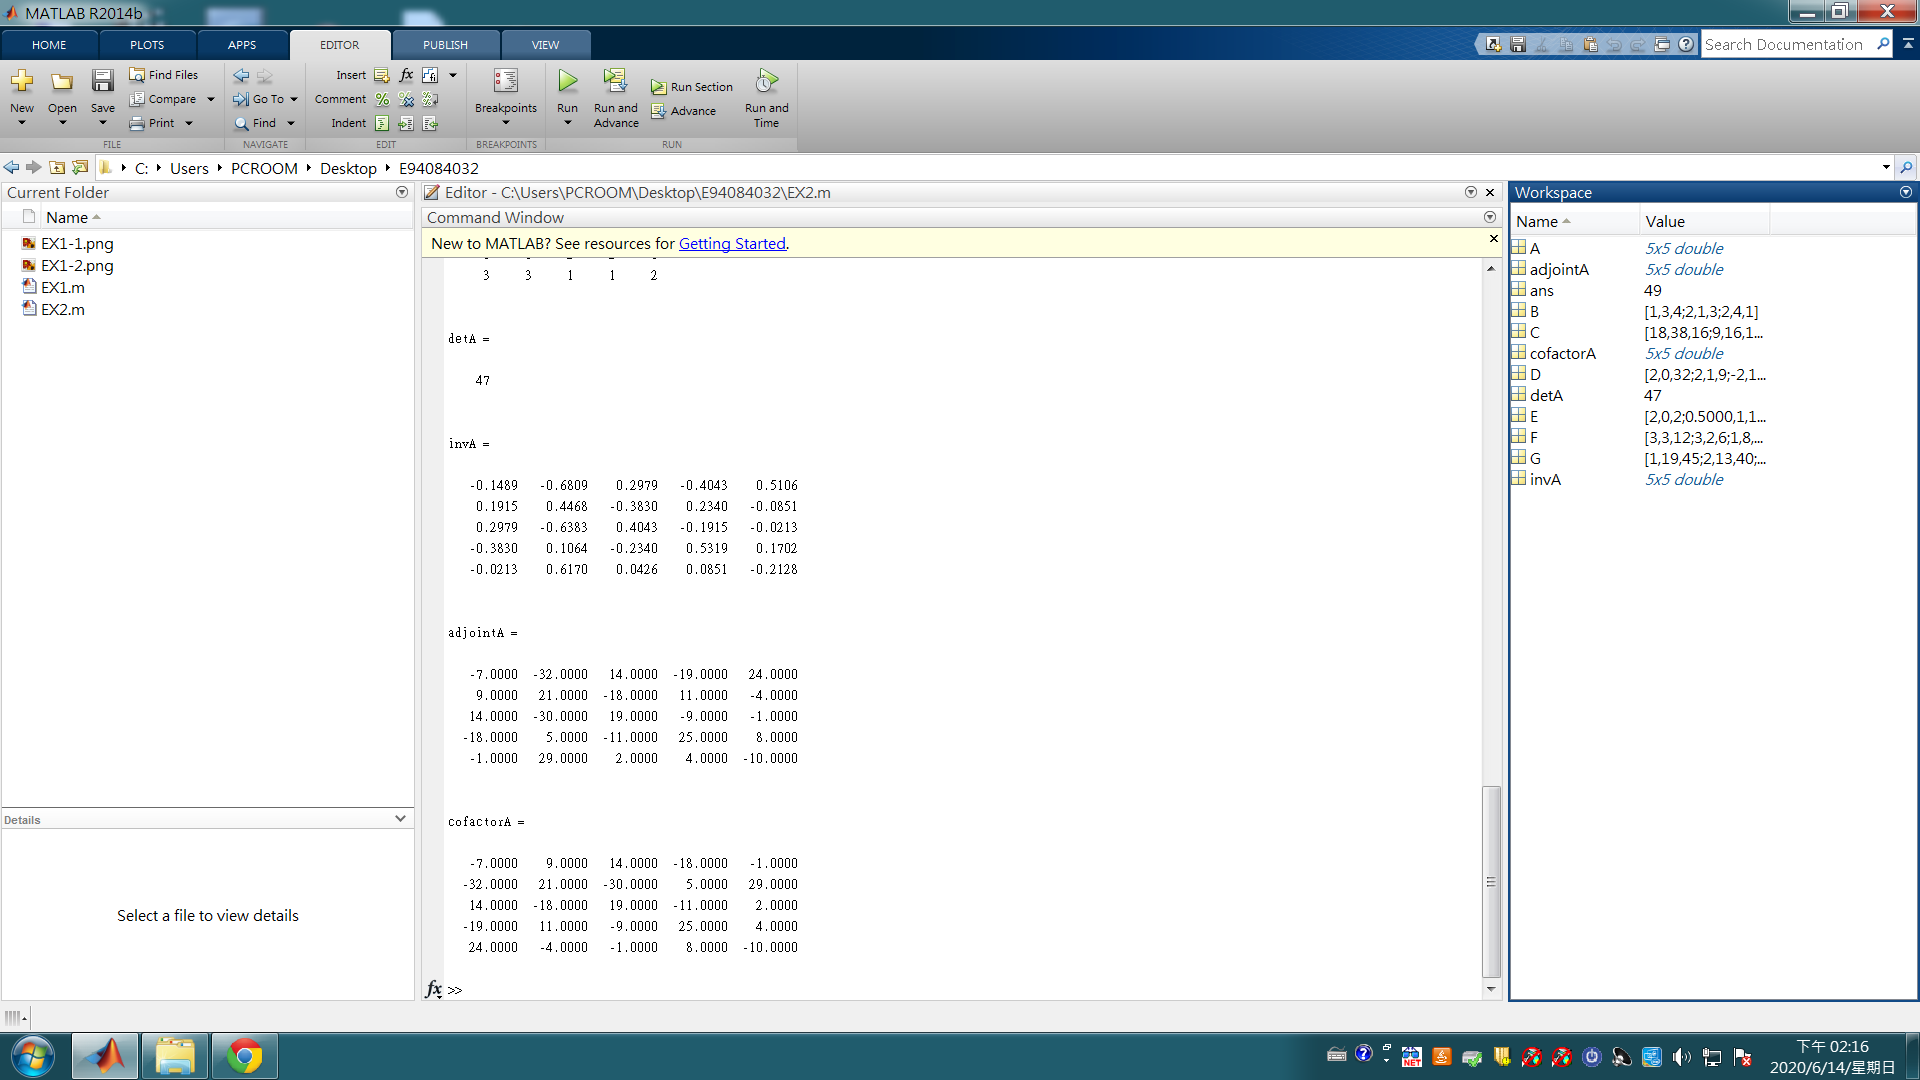 MATLAB R2014b
HOME PLOTS APPS EDITOR PUBLISH VIEW
Search Documentation
New Open Save Find Files Compare Print
Go To Find
Insert fx
Comment
Indent
Breakpoints
Run Run and Advance Run Section Advance Run and Time
FILE NAVIGATE EDIT BREAKPOINTS RUN
C: Users PCROOM Desktop E94084032
Current Folder
Name
EX1-1.png
EX1-2.png
EX1.m
EX2.m
Details
Select a file to view details
Editor - C:\Users\PCROOM\Desktop\E94084032\EX2.m
Command Window
New to MATLAB? See resources for Getting Started.
3 3 1 1 2
detA =
47
invA =
-0.1489 -0.6809 0.2979 -0.4043 0.5106
0.1915 0.4468 -0.3830 0.2340 -0.0851
0.2979 -0.6383 0.4043 -0.1915 -0.0213
-0.3830 0.1064 -0.2340 0.5319 0.1702
-0.0213 0.6170 0.0426 0.0851 -0.2128
adjointA =
-7.0000 -32.0000 14.0000 -19.0000 24.0000
9.0000 21.0000 -18.0000 11.0000 -4.0000
14.0000 -30.0000 19.0000 -9.0000 -1.0000
-18.0000 5.0000 -11.0000 25.0000 8.0000
-1.0000 29.0000 2.0000 4.0000 -10.0000
cofactorA =
-7.0000 9.0000 14.0000 -18.0000 -1.0000
-32.0000 21.0000 -30.0000 5.0000 29.0000
14.0000 -18.0000 19.0000 -11.0000 2.0000
-19.0000 11.0000 -9.0000 25.0000 4.0000
24.0000 -4.0000 -1.0000 8.0000 -10.0000
fx >>
Workspace
Name Value
A 5x5 double
adjointA 5x5 double
ans 49
B [1,3,4;2,1,3;2,4,1]
C [18,38,16;9,16,1...
cofactorA 5x5 double
D [2,0,32;2,1,9;-2,1...
detA 47
E [2,0,2;0.5000,1,1...
F [3,3,12;3,2,6;1,8,...
G [1,19,45;2,13,40;...
invA 5x5 double
NET
下午 02:16
2020/6/14/星期日